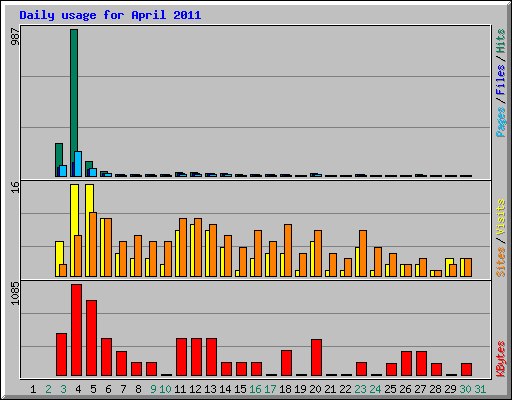 Daily usage for April 2011
987
16
1085
Pages / Files / Hits
Sites / Visits
KBytes
1 2 3 4 5 6 7 8 9 10 11 12 13 14 15 16 17 18 19 20 21 22 23 24 25 26 27 28 29 30 31